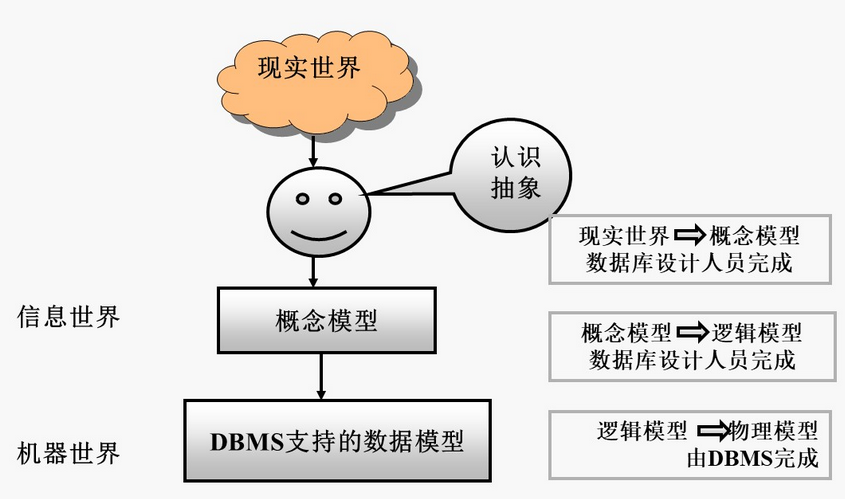 现实世界
认识
抽象
现实世界⇨概念模型
数据库设计人员完成
信息世界
概念模型
概念模型⇨逻辑模型
数据库设计人员完成
机器世界
DBMS支持的数据模型
逻辑模型⇨物理模型
由DBMS完成